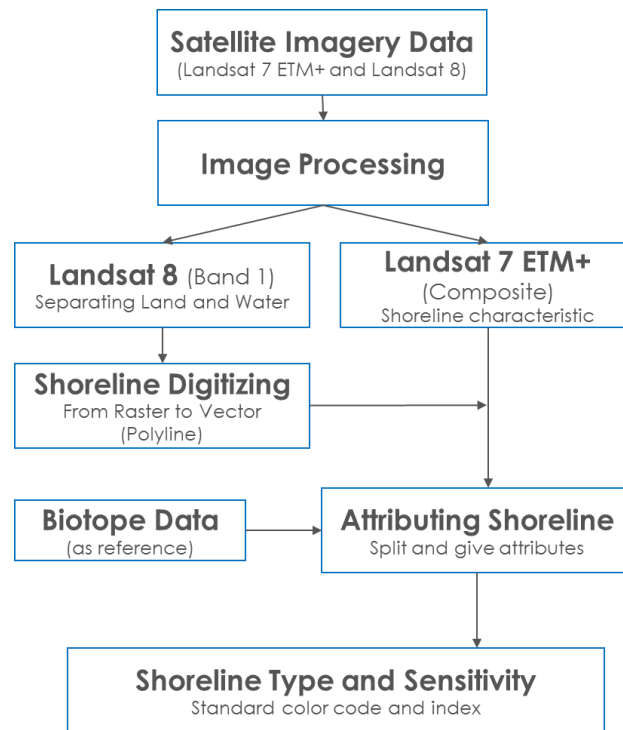 Satellite Imagery Data
(Landsat 7 ETM+ and Landsat 8)
Image Processing
Landsat 8 (Band 1)
Separating Land and Water
Landsat 7 ETM+
(Composite)
Shoreline characteristic
Shoreline Digitizing
From Raster to Vector
(Polyline)
Biotope Data
(as reference)
Attributing Shoreline
Split and give attributes
Shoreline Type and Sensitivity
Standard color code and index